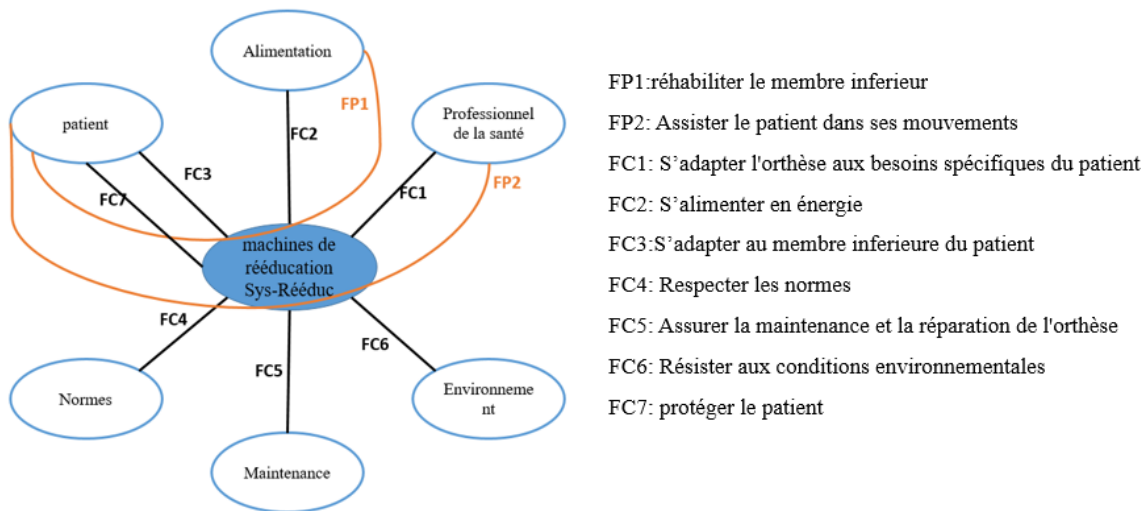 Alimentation
FP1
patient
FC2
Professionnel
de la santé
FC3
FC7
FC1
FP2
machines de
rééducation
Sys-Rééduc
FC4
FC5
FC6
Normes
Environneme
nt
Maintenance
FP1:réhabiliter le membre inferieur
FP2: Assister le patient dans ses mouvements
FC1: S’adapter l'orthèse aux besoins spécifiques du patient
FC2: S’alimenter en énergie
FC3:S’adapter au membre inferieure du patient
FC4: Respecter les normes
FC5: Assurer la maintenance et la réparation de l'orthèse
FC6: Résister aux conditions environnementales
FC7: protéger le patient